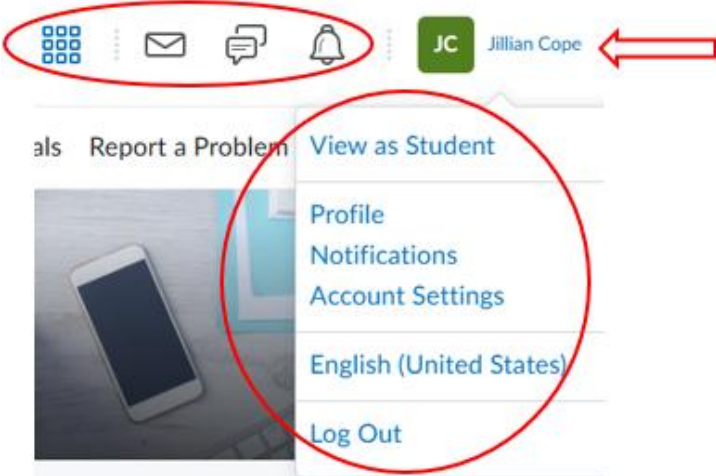 JC Jillian Cope
als Report a Problem
View as Student
Profile
Notifications
Account Settings
English (United States)
Log Out